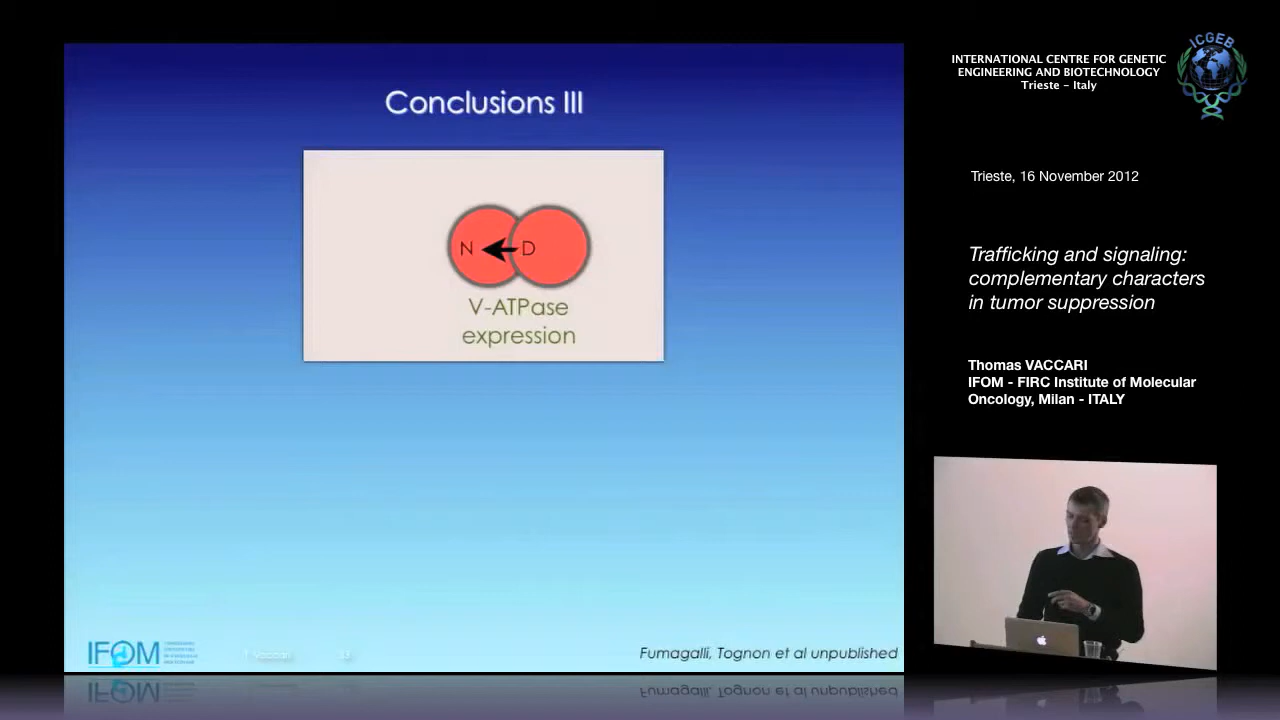 Conclusions III
N
D
V-ATPase
expression
IFOM
T. Vaccari
Fumagalli, Tognon et al unpublished
INTERNATIONAL CENTRE FOR GENETIC
ENGINEERING AND BIOTECHNOLOGY
Trieste - Italy
ICGEB
Trieste, 16 November 2012
Trafficking and signaling:
complementary characters
in tumor suppression
Thomas VACCARI
IFOM - FIRC Institute of Molecular
Oncology, Milan - ITALY